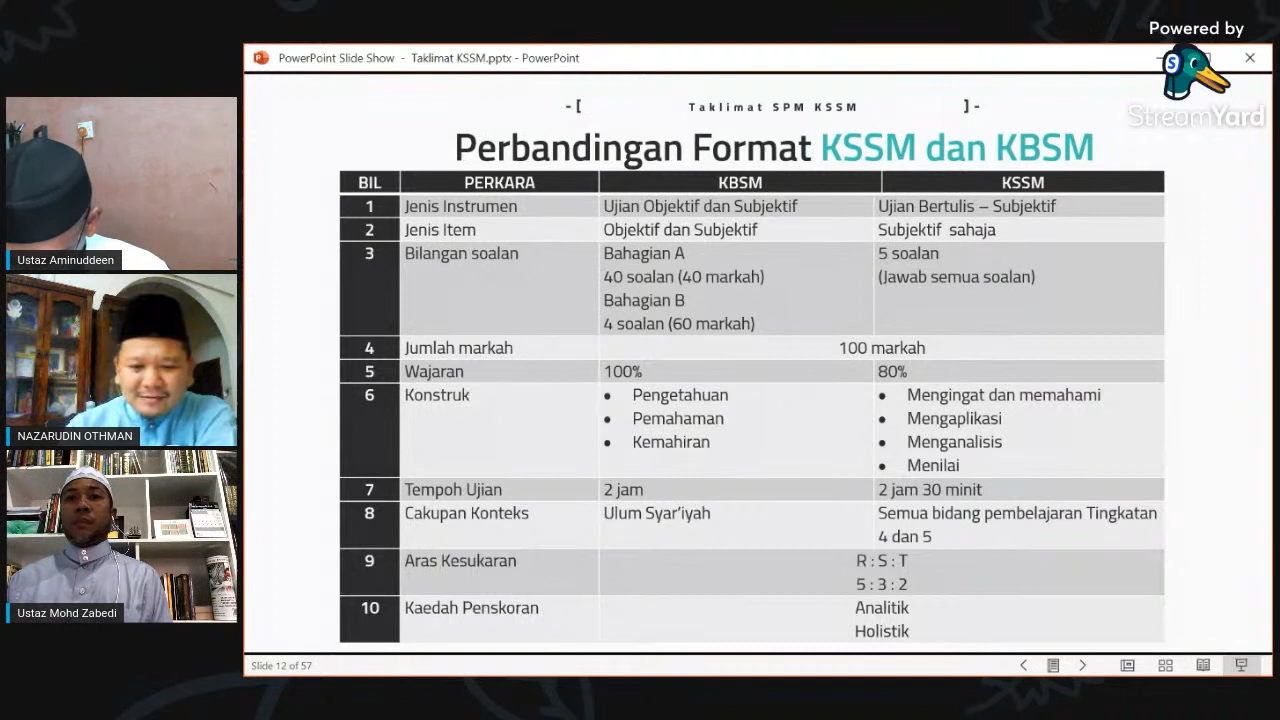 Powered by
StreamYard
PowerPoint Slide Show - Taklimat KSSM.pptx - PowerPoint
-[ Taklimat SPM KSSM ]-
Perbandingan Format KSSM dan KBSM
BIL PERKARA KBSM KSSM
1 Jenis Instrumen Ujian Objektif dan Subjektif Ujian Bertulis – Subjektif
2 Jenis Item Objektif dan Subjektif Subjektif sahaja
3 Bilangan soalan Bahagian A 5 soalan
40 soalan (40 markah) (Jawab semua soalan)
Bahagian B
4 soalan (60 markah)
4 Jumlah markah 100 markah
5 Wajaran 100% 80%
6 Konstruk • Pengetahuan • Mengingat dan memahami
• Pemahaman • Mengaplikasi
• Kemahiran • Menganalisis
• Menilai
7 Tempoh Ujian 2 jam 2 jam 30 minit
8 Cakupan Konteks Ulum Syar'iyah Semua bidang pembelajaran Tingkatan
4 dan 5
9 Aras Kesukaran R : S : T
5 : 3 : 2
10 Kaedah Penskoran Analitik
Holistik
Slide 12 of 57
Ustaz Aminuddeen
NAZARUDIN OTHMAN
Ustaz Mohd Zabedi